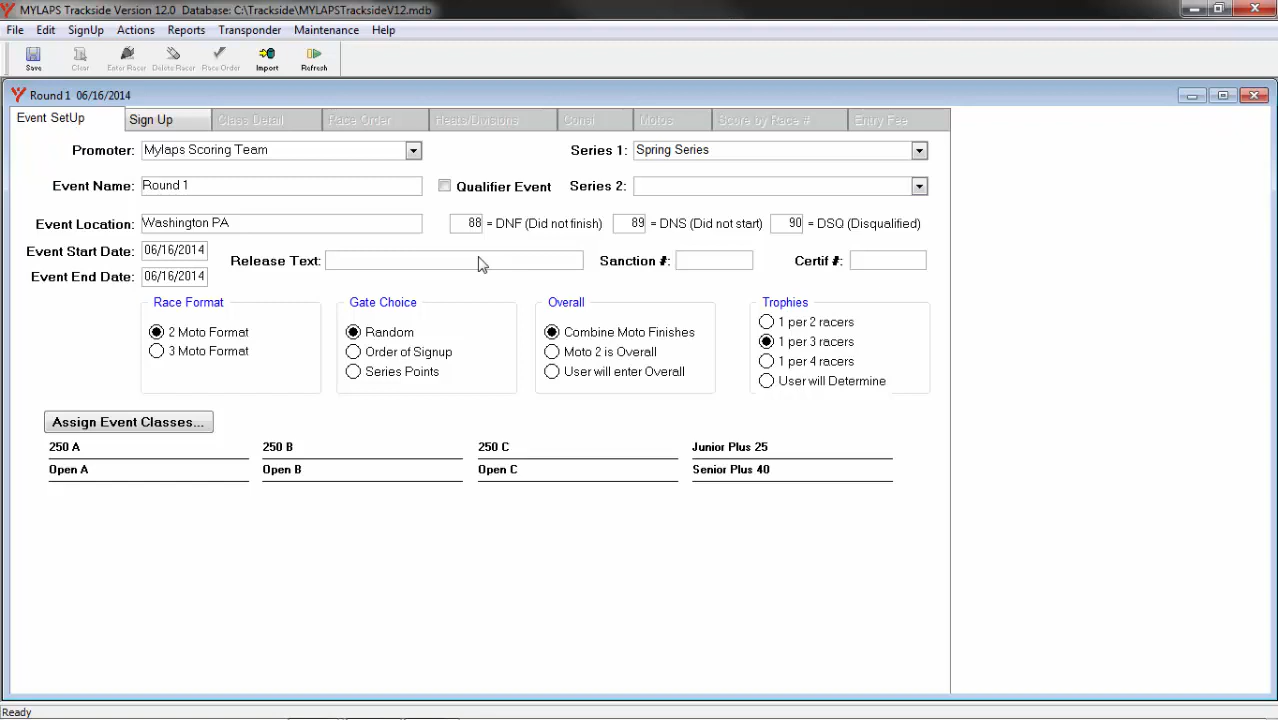 MYLAPS Trackside Version 12.0 Database: C:\Trackside\MYLAPSTracksideV12.mdb
File Edit SignUp Actions Reports Transponder Maintenance Help
Save Clear Enter Racer Delete Racer Race Order Import Refresh
Round 1 06/16/2014
Event SetUp Sign Up Class Detail Race Order Heats/Divisions Consi Motos Score by Race # Entry Fee
Promoter: Mylaps Scoring Team Series 1: Spring Series
Event Name: Round 1 Qualifier Event Series 2:
Event Location: Washington PA 88 = DNF (Did not finish) 89 = DNS (Did not start) 90 = DSQ (Disqualified)
Event Start Date: 06/16/2014
Release Text: Sanction #: Certif #:
Event End Date: 06/16/2014
Race Format Gate Choice Overall Trophies
1 per 2 racers
2 Moto Format Random Combine Moto Finishes
1 per 3 racers
3 Moto Format Order of Signup Moto 2 is Overall
1 per 4 racers
Series Points User will enter Overall
User will Determine
Assign Event Classes...
250 A 250 B 250 C Junior Plus 25
Open A Open B Open C Senior Plus 40
Ready